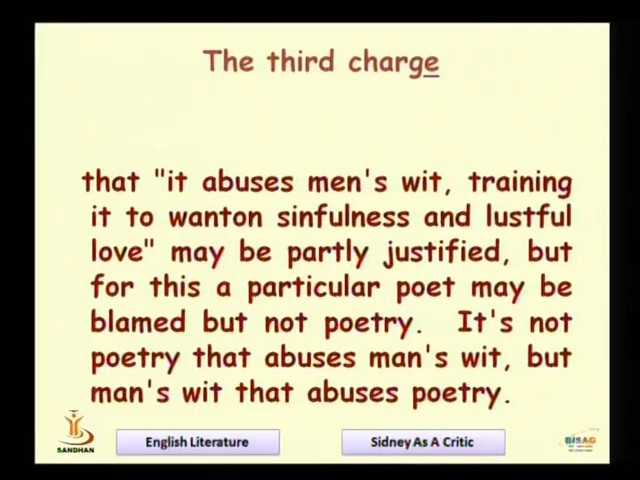 The third charge
that "it abuses men's wit, training
it to wanton sinfulness and lustful
love" may be partly justified, but
for this a particular poet may be
blamed but not poetry.  It's not
poetry that abuses man's wit, but
man's wit that abuses poetry.
SANDHAN
English Literature
Sidney As A Critic
BISAG